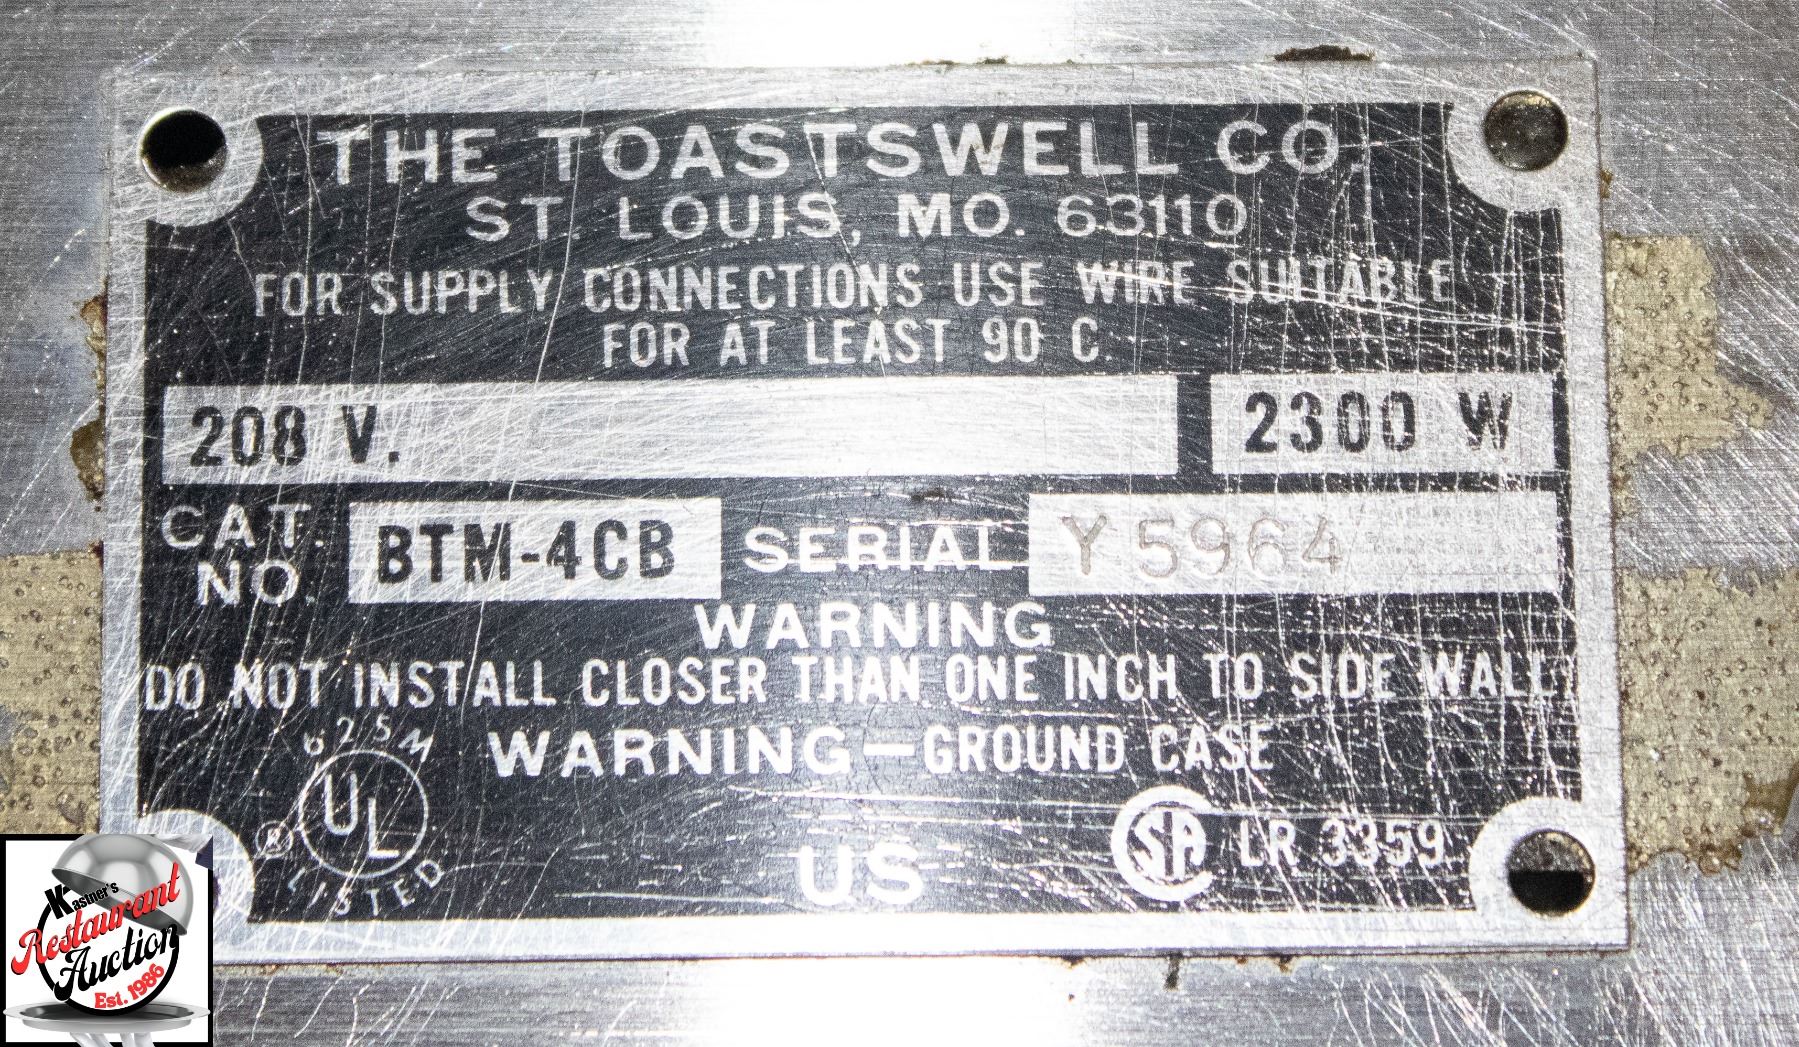 THE TOASTSWELL CO.
ST. LOUIS, MO. 63110
FOR SUPPLY CONNECTIONS USE WIRE SUITABLE
FOR AT LEAST 90 C.
208 V.
2300 W
CAT. NO.
BTM-4CB
SERIAL
Y 5964
WARNING
DO NOT INSTALL CLOSER THAN ONE INCH TO SIDE WALL
WARNING — GROUND CASE
625M
UL
®
LISTED
US
SA
LR 3359
Kastner's
Restaurant
Auction
Est. 1986